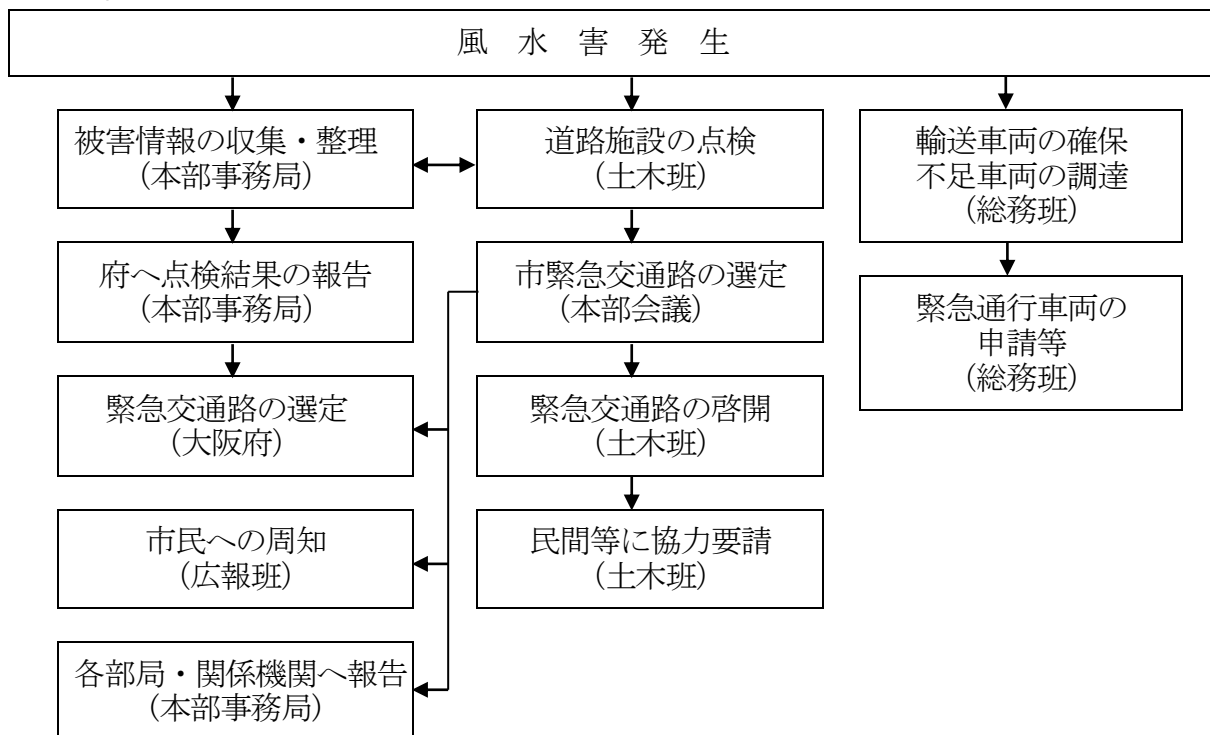 風 水 害 発 生
被害情報の収集・整理
(本部事務局)
道路施設の点検
(土木班)
輸送車両の確保
不足車両の調達
(総務班)
府へ点検結果の報告
(本部事務局)
市緊急交通路の選定
(本部会議)
緊急通行車両の
申請等
(総務班)
緊急交通路の選定
(大阪府)
緊急交通路の啓開
(土木班)
市民への周知
(広報班)
民間等に協力要請
(土木班)
各部局・関係機関へ報告
(本部事務局)